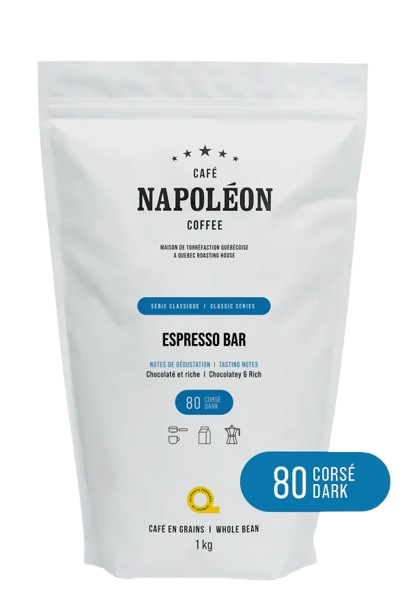 CAFÉ
NAPOLÉON
COFFEE
MAISON DE TORRÉFACTION QUÉBÉCOISE
A QUEBEC ROASTING HOUSE
SÉRIE CLASSIQUE | CLASSIC SERIES
ESPRESSO BAR
NOTES DE DÉGUSTATION | TASTING NOTES
Chocolaté et riche | Chocolatey & Rich
80 CORSÉ
DARK
80 CORSÉ
DARK
CAFÉ EN GRAINS | WHOLE BEAN
1 kg